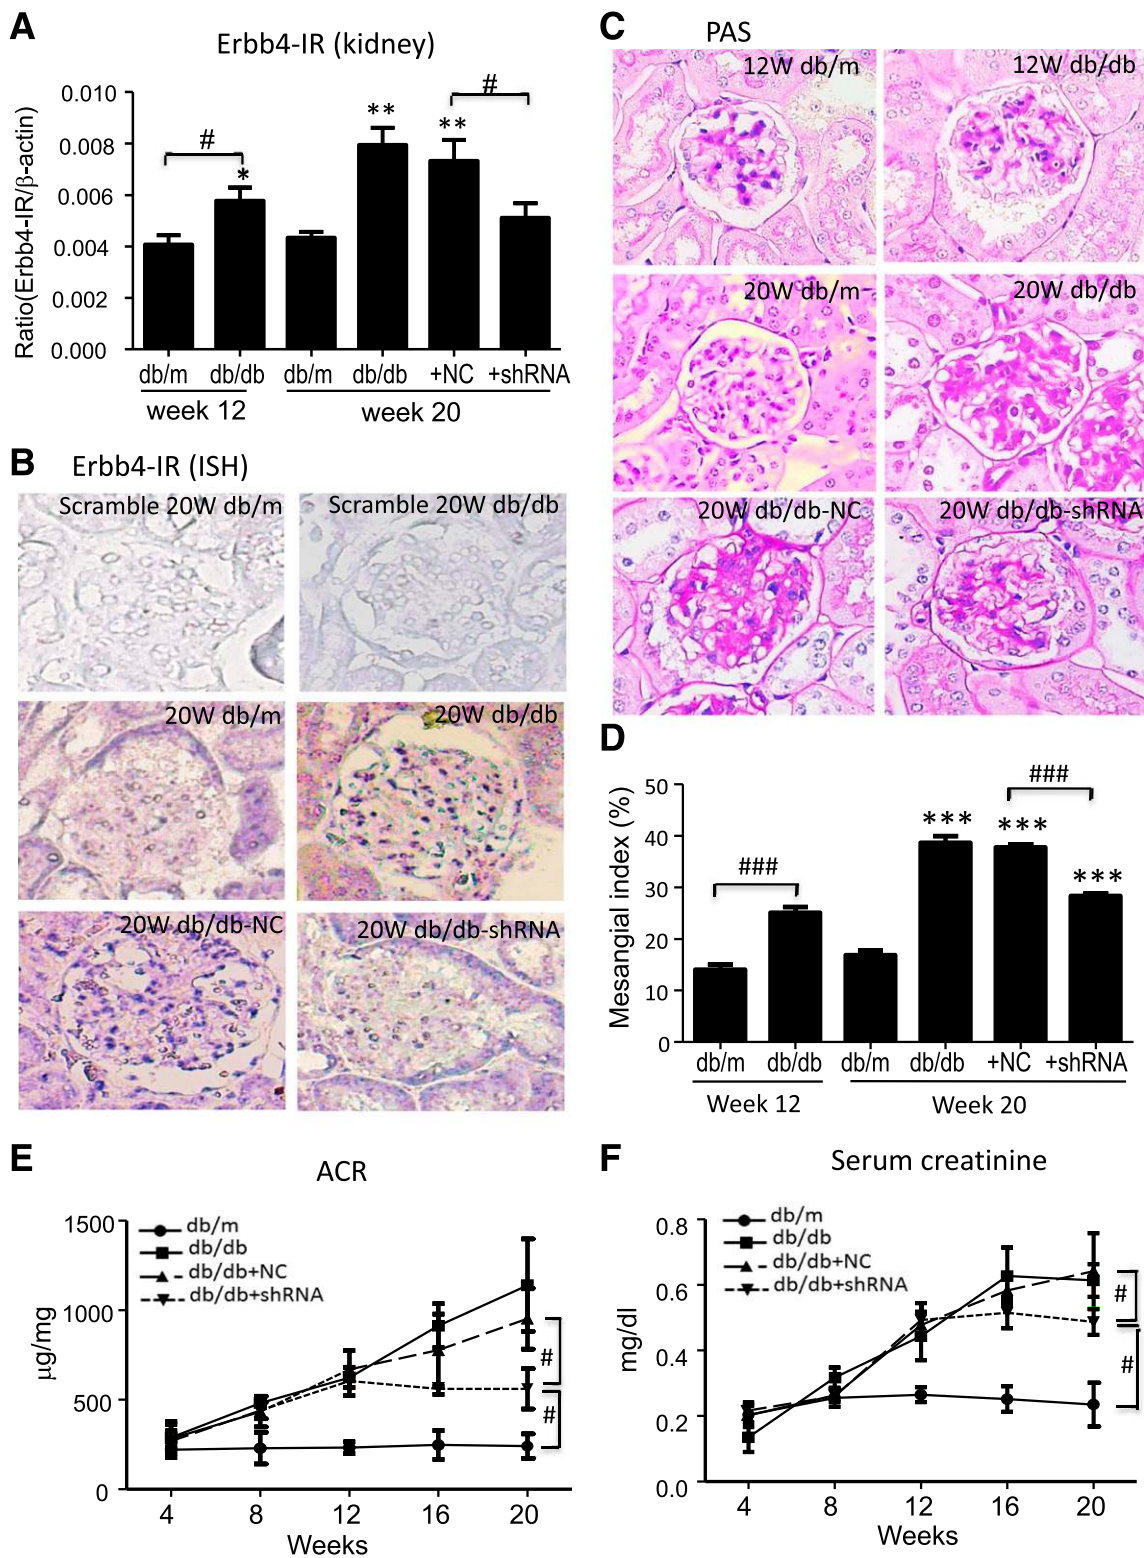 A
Erbb4-IR (kidney)
Ratio(Erbb4-IR/β-actin)
0.010
0.008
0.006
0.004
0.002
0.000
#
*
**
**
#
db/m db/db db/m db/db +NC +shRNA
week 12 week 20
B
Erbb4-IR (ISH)
Scramble 20W db/m
Scramble 20W db/db
20W db/m
20W db/db
20W db/db-NC
20W db/db-shRNA
C
PAS
12W db/m
12W db/db
20W db/m
20W db/db
20W db/db-NC
20W db/db-shRNA
D
Mesangial index (%)
50
40
30
20
10
0
###
***
***
###
***
db/m db/db db/m db/db +NC +shRNA
Week 12 Week 20
E
ACR
μg/mg
1500
1000
500
0
db/m
db/db
db/db+NC
db/db+shRNA
#
#
4 8 12 16 20
Weeks
F
Serum creatinine
mg/dl
0.8
0.6
0.4
0.2
0.0
db/m
db/db
db/db+NC
db/db+shRNA
#
#
4 8 12 16 20
Weeks